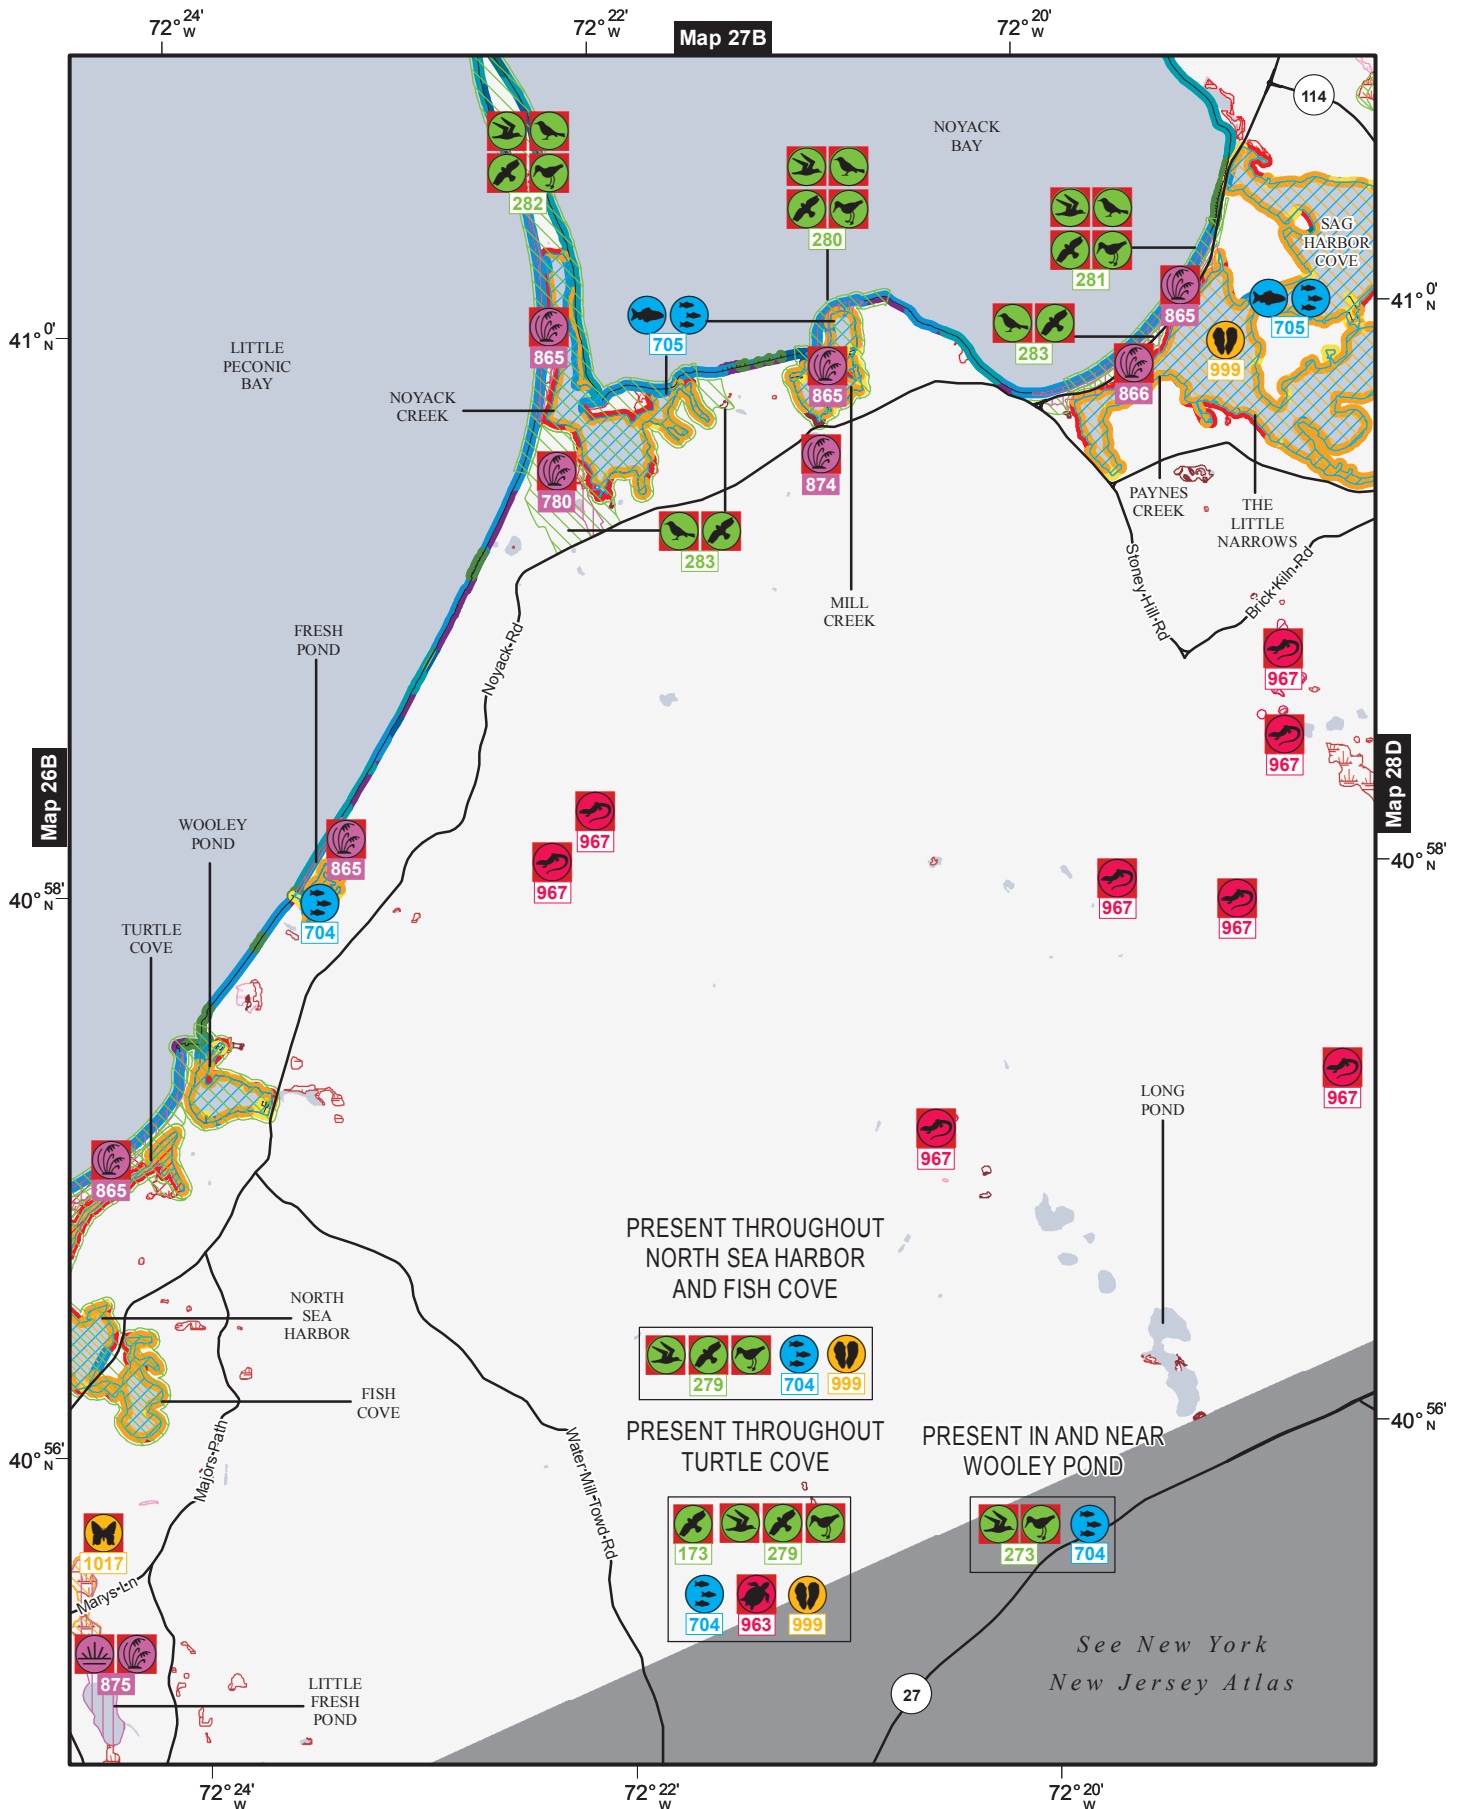 72° 24' W
72° 22' W
Map 27B
72° 20' W
114
NOYACK
BAY
282
280
281
SAG
HARBOR
COVE
41° 0' N
41° 0' N
LITTLE
PECONIC
BAY
865
705
283
865
705
999
NOYACK
CREEK
865
866
780
874
PAYNES
CREEK
THE
LITTLE
NARROWS
283
MILL
CREEK
Stoney Hill Rd
Brick Kiln Rd
FRESH
POND
Noyack Rd
967
967
Map 26B
Map 28D
WOOLEY
POND
967
967
865
40° 58' N
40° 58' N
704
967
967
TURTLE
COVE
967
LONG
POND
967
865
PRESENT THROUGHOUT
NORTH SEA HARBOR
AND FISH COVE
279
704
999
NORTH
SEA
HARBOR
FISH
COVE
PRESENT THROUGHOUT
TURTLE COVE
173
279
704
963
999
PRESENT IN AND NEAR
WOOLEY POND
273
704
40° 56' N
40° 56' N
Majors Path
Water Mill Towd Rd
1017
Marys Ln
875
LITTLE
FRESH
POND
See New York
New Jersey Atlas
27
72° 24' W
72° 22' W
72° 20' W